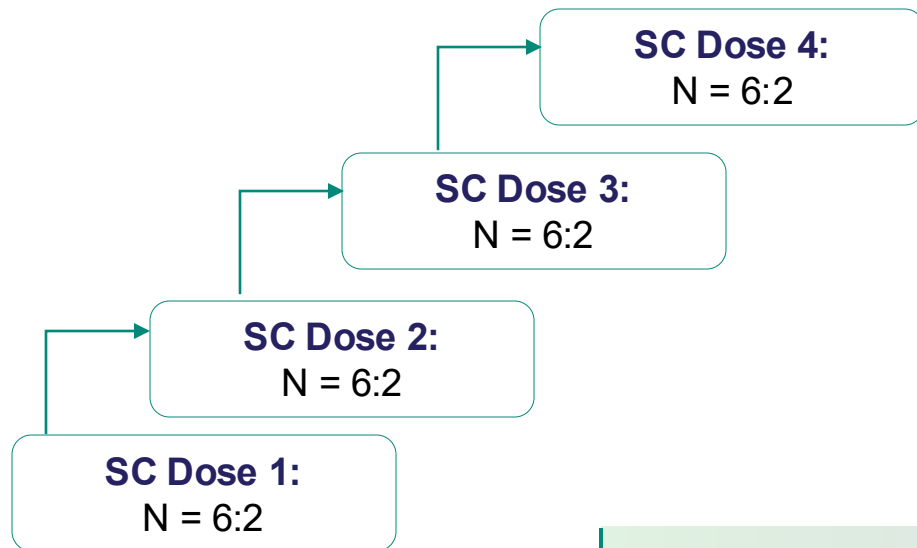 SC Dose 4:
N = 6:2
SC Dose 3:
N = 6:2
SC Dose 2:
N = 6:2
SC Dose 1:
N = 6:2